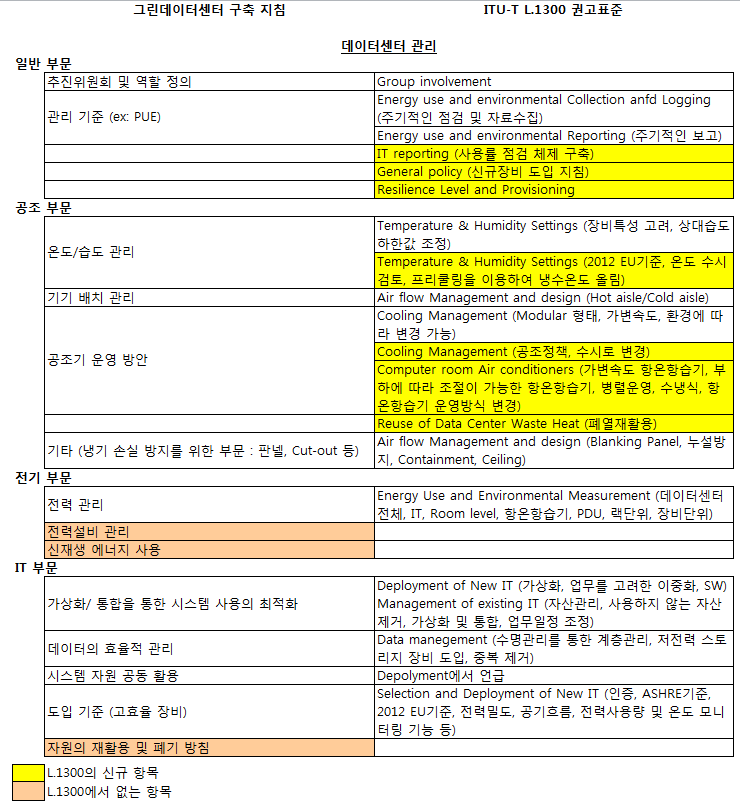 그린데이터센터 구축 지침 ITU-T L.1300 권고표준
데이터센터 관리
일반 부문
추진위원회 및 역할 정의 Group involvement
관리 기준 (ex: PUE)
Energy use and environmental Collection anfd Logging
(주기적인 점검 및 자료수집)
Energy use and environmental Reporting (주기적인 보고)
IT reporting (사용률 점검 체제 구축)
General policy (신규장비 도입 지침)
Resilience Level and Provisioning
공조 부문
온도/습도 관리
Temperature & Humidity Settings (장비특성 고려, 상대습도
하한값 조정)
Temperature & Humidity Settings (2012 EU기준, 온도 수시
검토, 프리쿨링을 이용하여 냉수온도 올림)
기기 배치 관리 Air flow Management and design (Hot aisle/Cold aisle)
공조기 운영 방안
Cooling Management (Modular 형태, 가변속도, 환경에 따
라 변경 가능)
Cooling Management (공조정책, 수시로 변경)
Computer room Air conditioners (가변속도 항온항습기, 부
하에 따라 조절이 가능한 항온항습기, 병렬운영, 수냉식, 항
온항습기 운영방식 변경)
Reuse of Data Center Waste Heat (폐열재활용)
기타 (냉기 손실 방지를 위한 부문 : 판넬, Cut-out 등)
Air flow Management and design (Blanking Panel, 누설방
지, Containment, Ceiling)
전기 부문
전력 관리
Energy Use and Environmental Measurement (데이터센터
전체, IT, Room level, 항온항습기, PDU, 랙단위, 장비단위)
전력설비 관리
신재생 에너지 사용
IT 부문
가상화/ 통합을 통한 시스템 사용의 최적화
Deployment of New IT (가상화, 업무를 고려한 이중화, SW)
Management of existing IT (자산관리, 사용하지 않는 자산
제거, 가상화 및 통합, 업무일정 조정)
데이터의 효율적 관리
Data manegement (수명관리를 통한 계층관리, 저전력 스토
리지 장비 도입, 중복 제거)
시스템 자원 공동 활용 Depolyment에서 언급
도입 기준 (고효율 장비)
Selection and Deployment of New IT (인증, ASHRE기준,
2012 EU기준, 전력밀도, 공기흐름, 전력사용량 및 온도 모니
터링 기능 등)
자원의 재활용 및 폐기 방침
L.1300의 신규 항목
L.1300에서 없는 항목